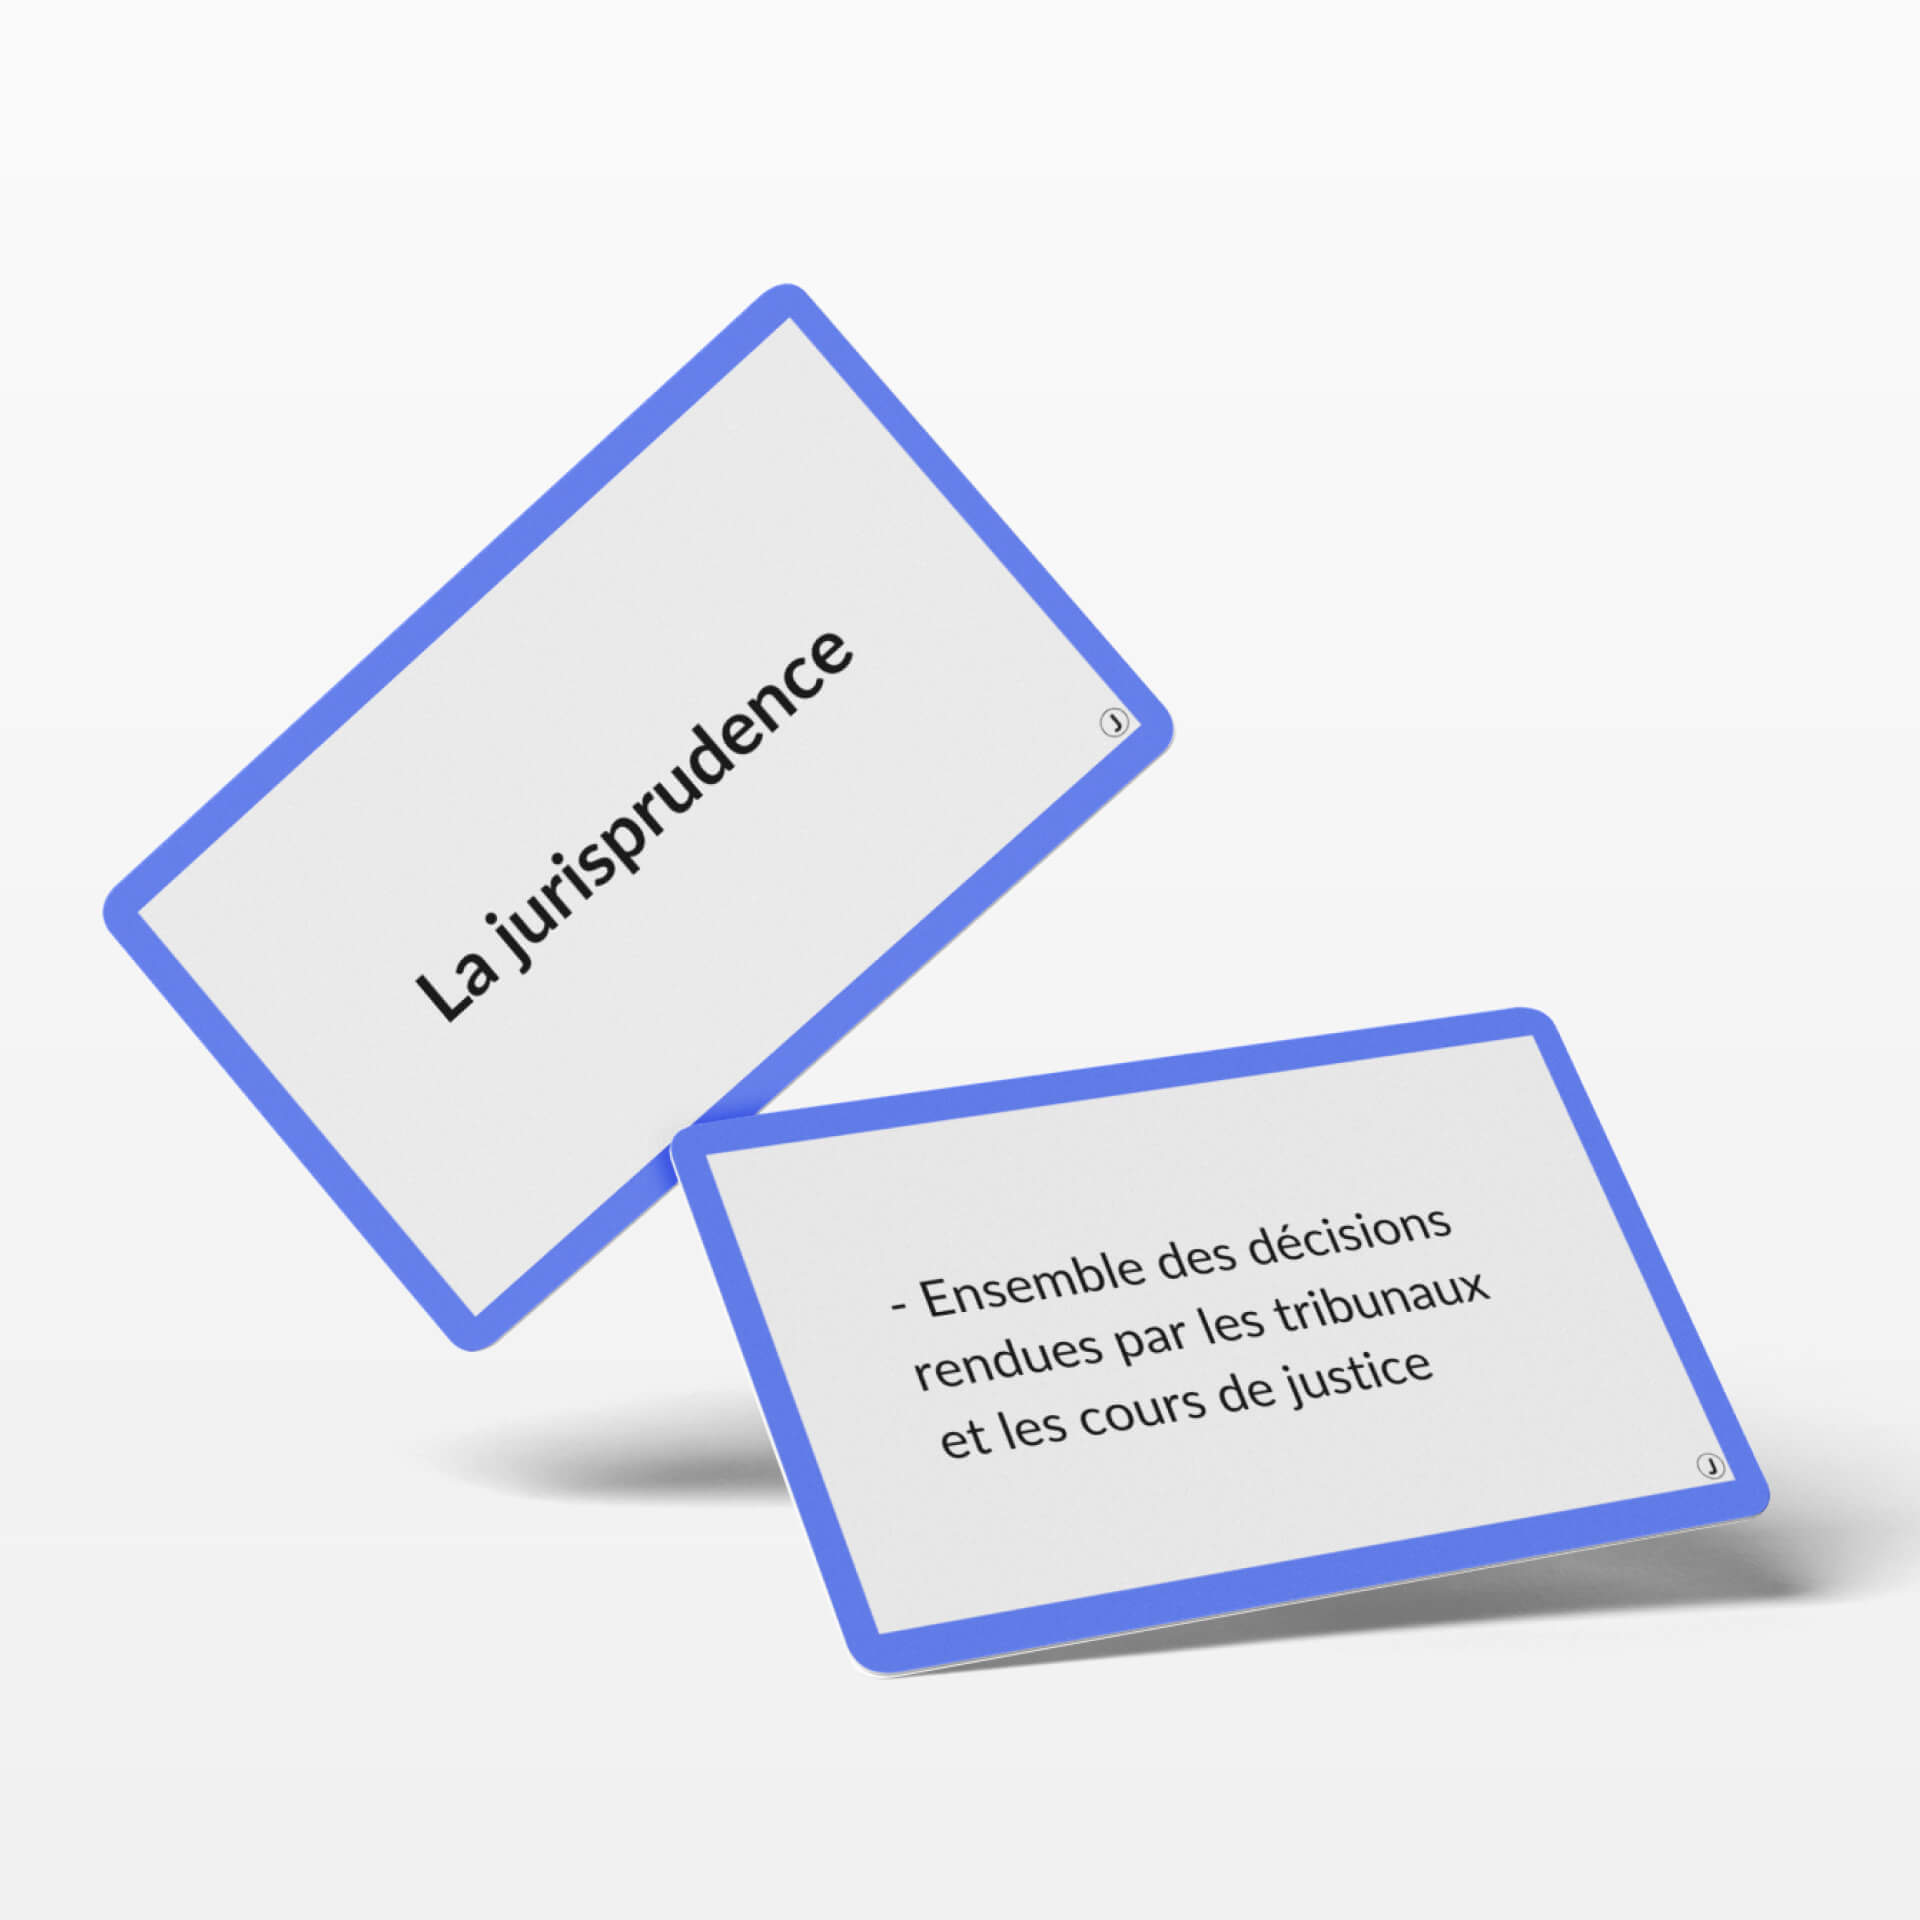 La jurisprudence
J
- Ensemble des décisions
rendues par les tribunaux
et les cours de justice
J